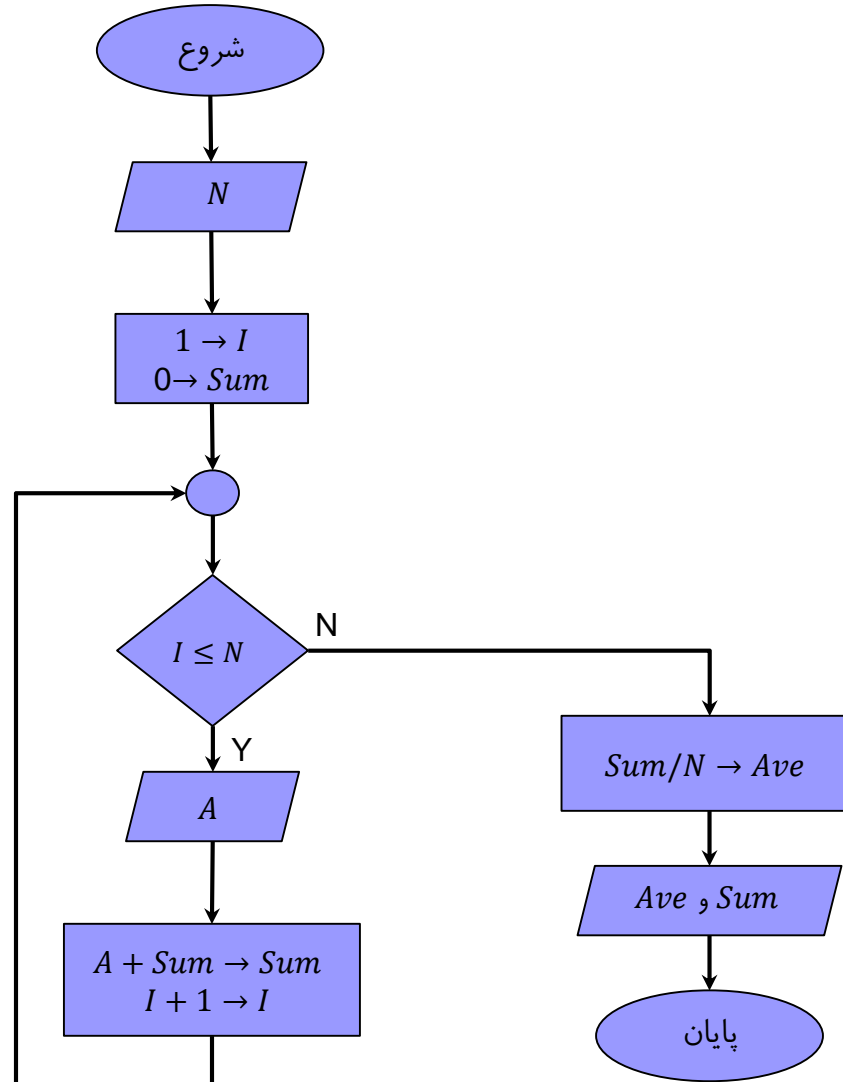 شروع
N
1 → I
0→ Sum
I ≤ N
N
Y
A
A + Sum → Sum
I + 1 → I
Sum/N → Ave
Ave و Sum
پایان